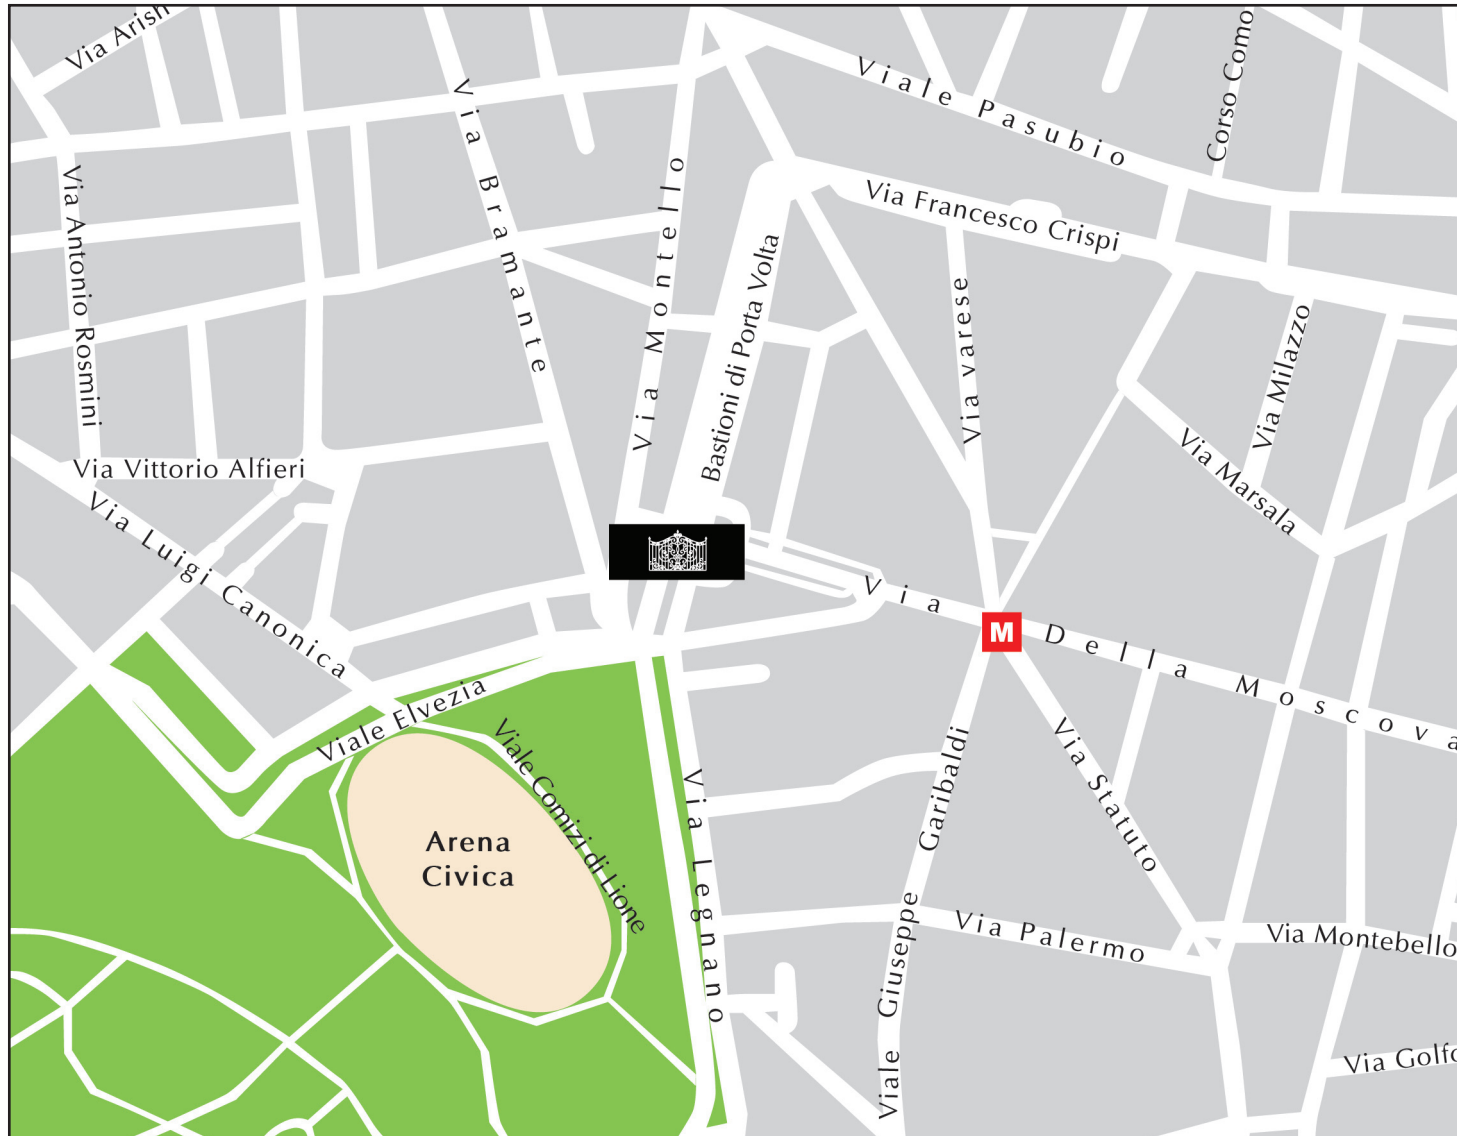 Via Arish
Viale Pasubio
Corso Como
Via Bramante
Via Montello
Via Antonio Rosmini
Via Francesco Crispi
Bastioni di Porta Volta
Via varese
Via Milazzo
Via Marsala
Via Vittorio Alfieri
Via Luigi Canonica
Via Della Moscova
M
Viale Elvezia
Viale Comizi di Lione
Arena
Civica
Via Legnano
Viale Giuseppe Garibaldi
Via Statuto
Via Palermo
Via Montebello
Via Golfo